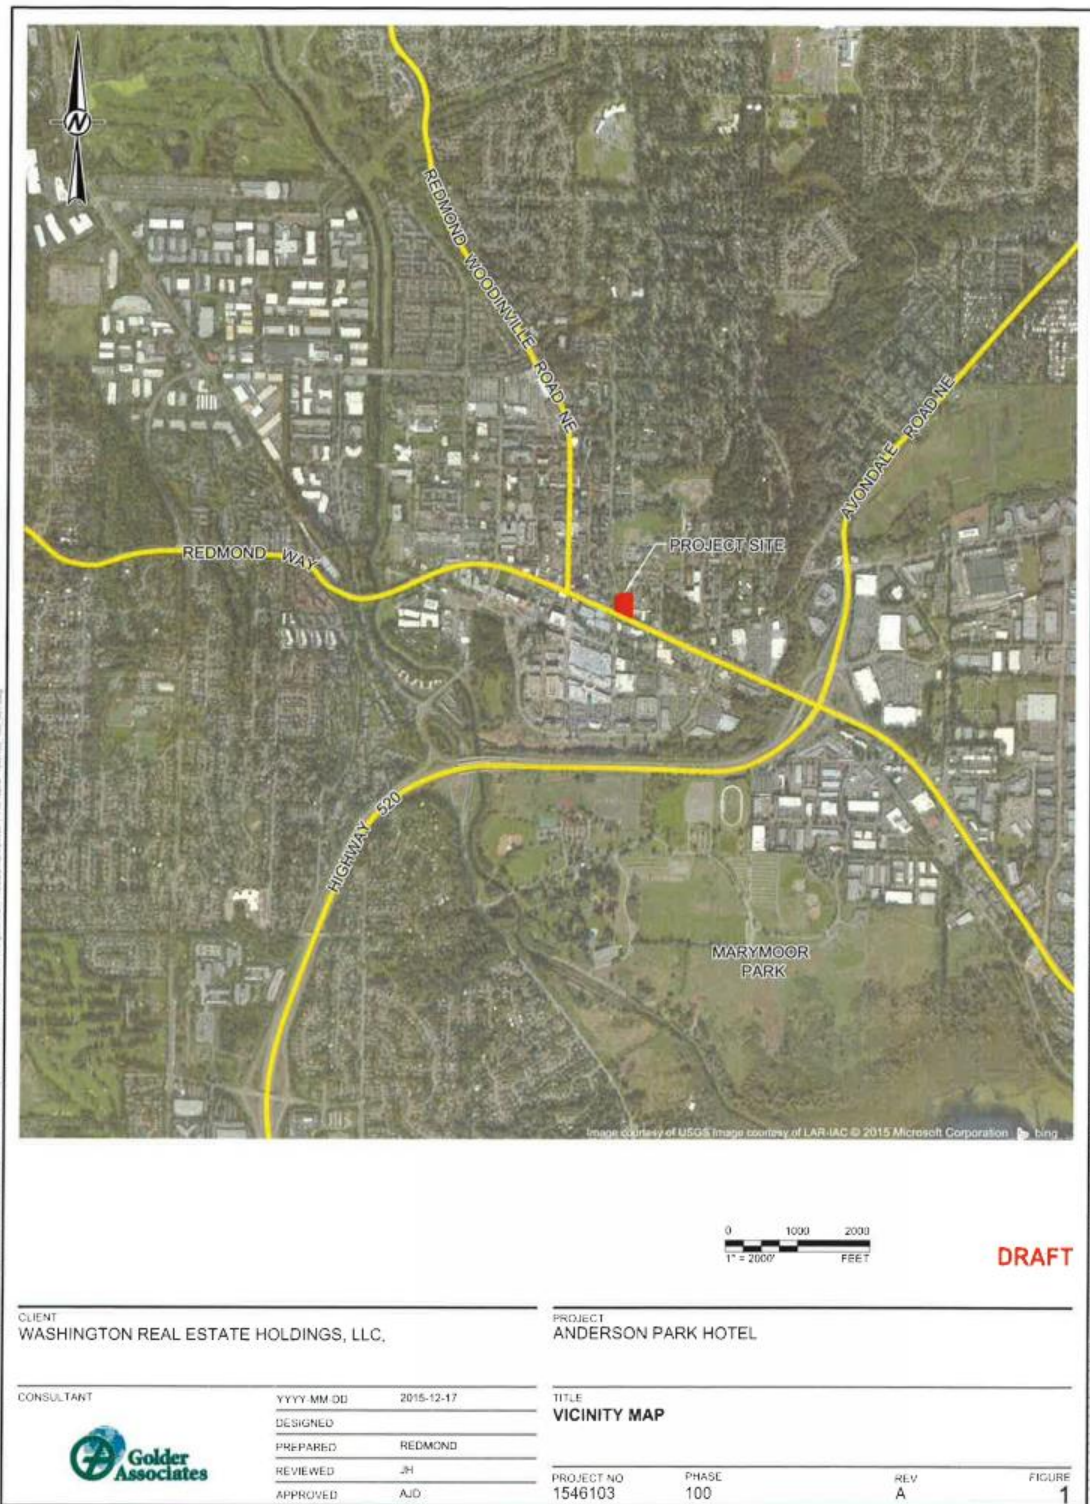 N
REDMOND WOODINVILLE ROAD NE
AVONDALE ROAD NE
PROJECT SITE
REDMOND WAY
HIGHWAY 520
MARYMOOR
PARK
Image courtesy of USGS Image courtesy of LAR-IAC © 2015 Microsoft Corporation bing
0 1000 2000
1" = 2000' FEET
DRAFT
CLIENT
WASHINGTON REAL ESTATE HOLDINGS, LLC,
PROJECT
ANDERSON PARK HOTEL
CONSULTANT
Golder
Associates
YYYY-MM-DD 2015-12-17
DESIGNED
PREPARED REDMOND
REVIEWED JH
APPROVED AJD
TITLE
VICINITY MAP
PROJECT NO PHASE REV FIGURE
1546103 100 A 1